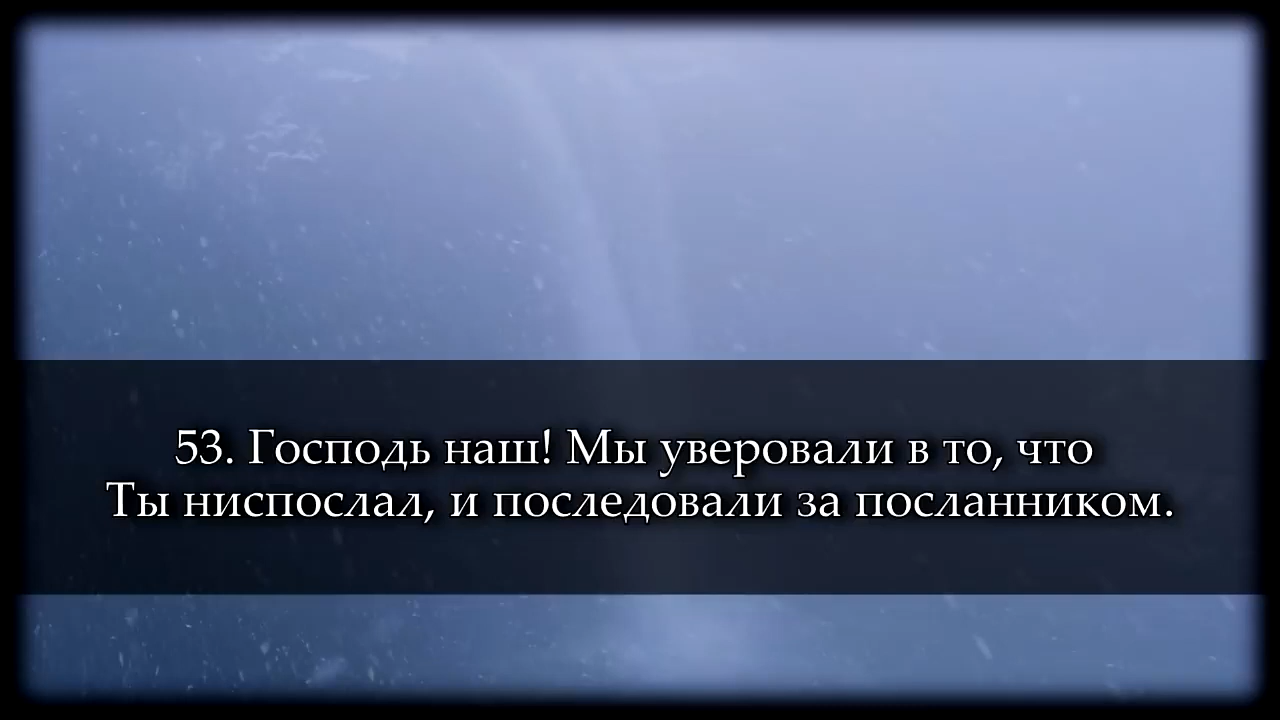 53. Господь наш! Мы уверовали в то, что
Ты ниспослал, и последовали за посланником.